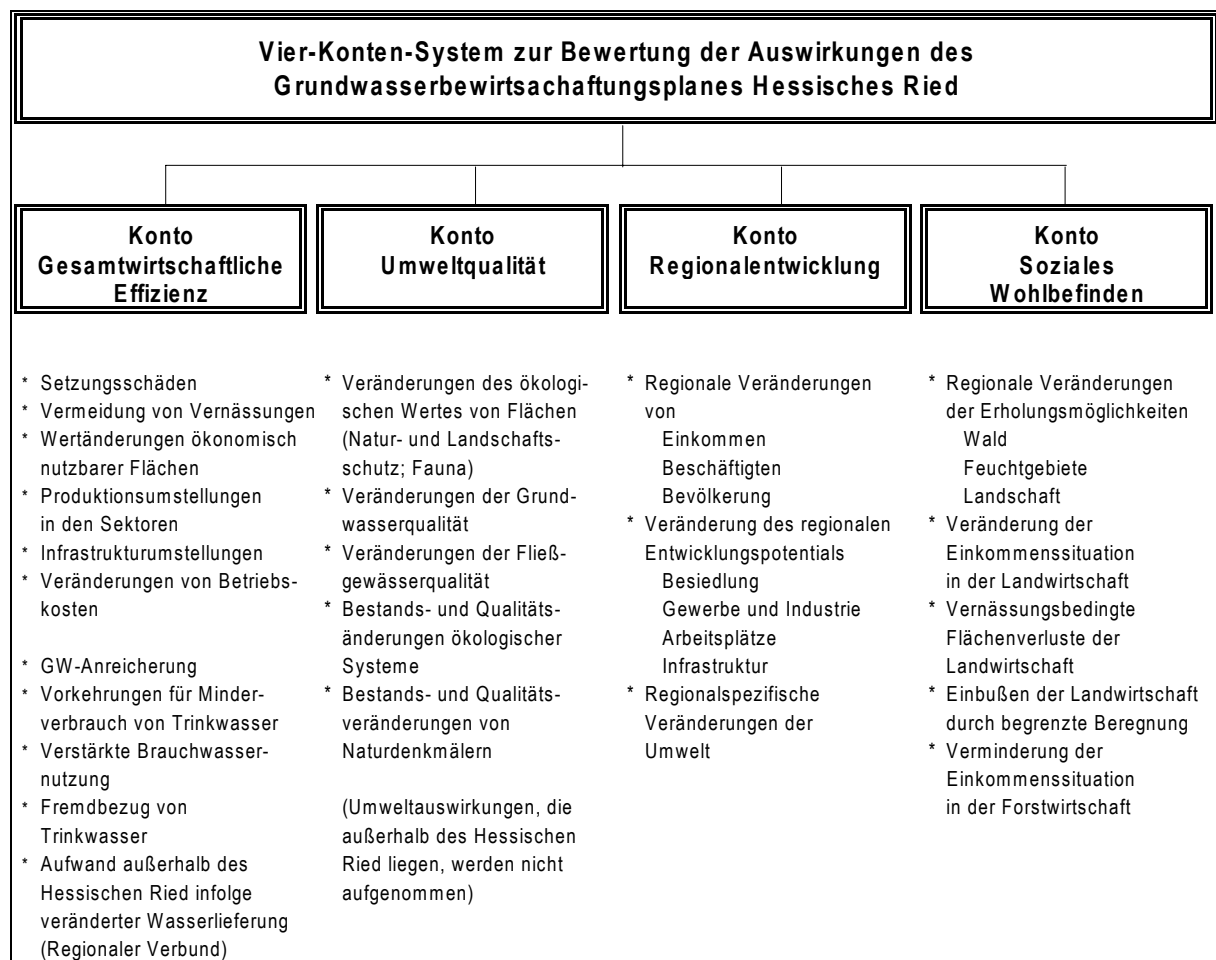 Vier-Konten-System zur Bewertung der Auswirkungen des
Grundwasserbewirtsachaftungsplanes Hessisches Ried
Konto
Gesamtwirtschaftliche
Effizienz
* Setzungsschäden
* Vermeidung von Vernässungen
* Wertänderungen ökonomisch
nutzbarer Flächen
* Produktionsumstellungen
in den Sektoren
* Infrastrukturumstellungen
* Veränderungen von Betriebs-
kosten
* GW-Anreicherung
* Vorkehrungen für Minder-
verbrauch von Trinkwasser
* Verstärkte Brauchwasser-
nutzung
* Fremdbezug von
Trinkwasser
* Aufwand außerhalb des
Hessischen Ried infolge
veränderter Wasserlieferung
(Regionaler Verbund)
Konto
Umweltqualität
* Veränderungen des ökologi-
schen Wertes von Flächen
(Natur- und Landschafts-
schutz; Fauna)
* Veränderungen der Grund-
wasserqualität
* Veränderungen der Fließ-
gewässerqualität
* Bestands- und Qualitäts-
änderungen ökologischer
Systeme
* Bestands- und Qualitäts-
veränderungen von
Naturdenkmälern
(Umweltauswirkungen, die
außerhalb des Hessischen
Ried liegen, werden nicht
aufgenommen)
Konto
Regionalentwicklung
* Regionale Veränderungen
von
Einkommen
Beschäftigten
Bevölkerung
* Veränderung des regionalen
Entwicklungspotentials
Besiedlung
Gewerbe und Industrie
Arbeitsplätze
Infrastruktur
* Regionalspezifische
Veränderungen der
Umwelt
Konto
Soziales
Wohlbefinden
* Regionale Veränderungen
der Erholungsmöglichkeiten
Wald
Feuchtgebiete
Landschaft
* Veränderung der
Einkommenssituation
in der Landwirtschaft
* Vernässungsbedingte
Flächenverluste der
Landwirtschaft
* Einbußen der Landwirtschaft
durch begrenzte Beregnung
* Verminderung der
Einkommenssituation
in der Forstwirtschaft